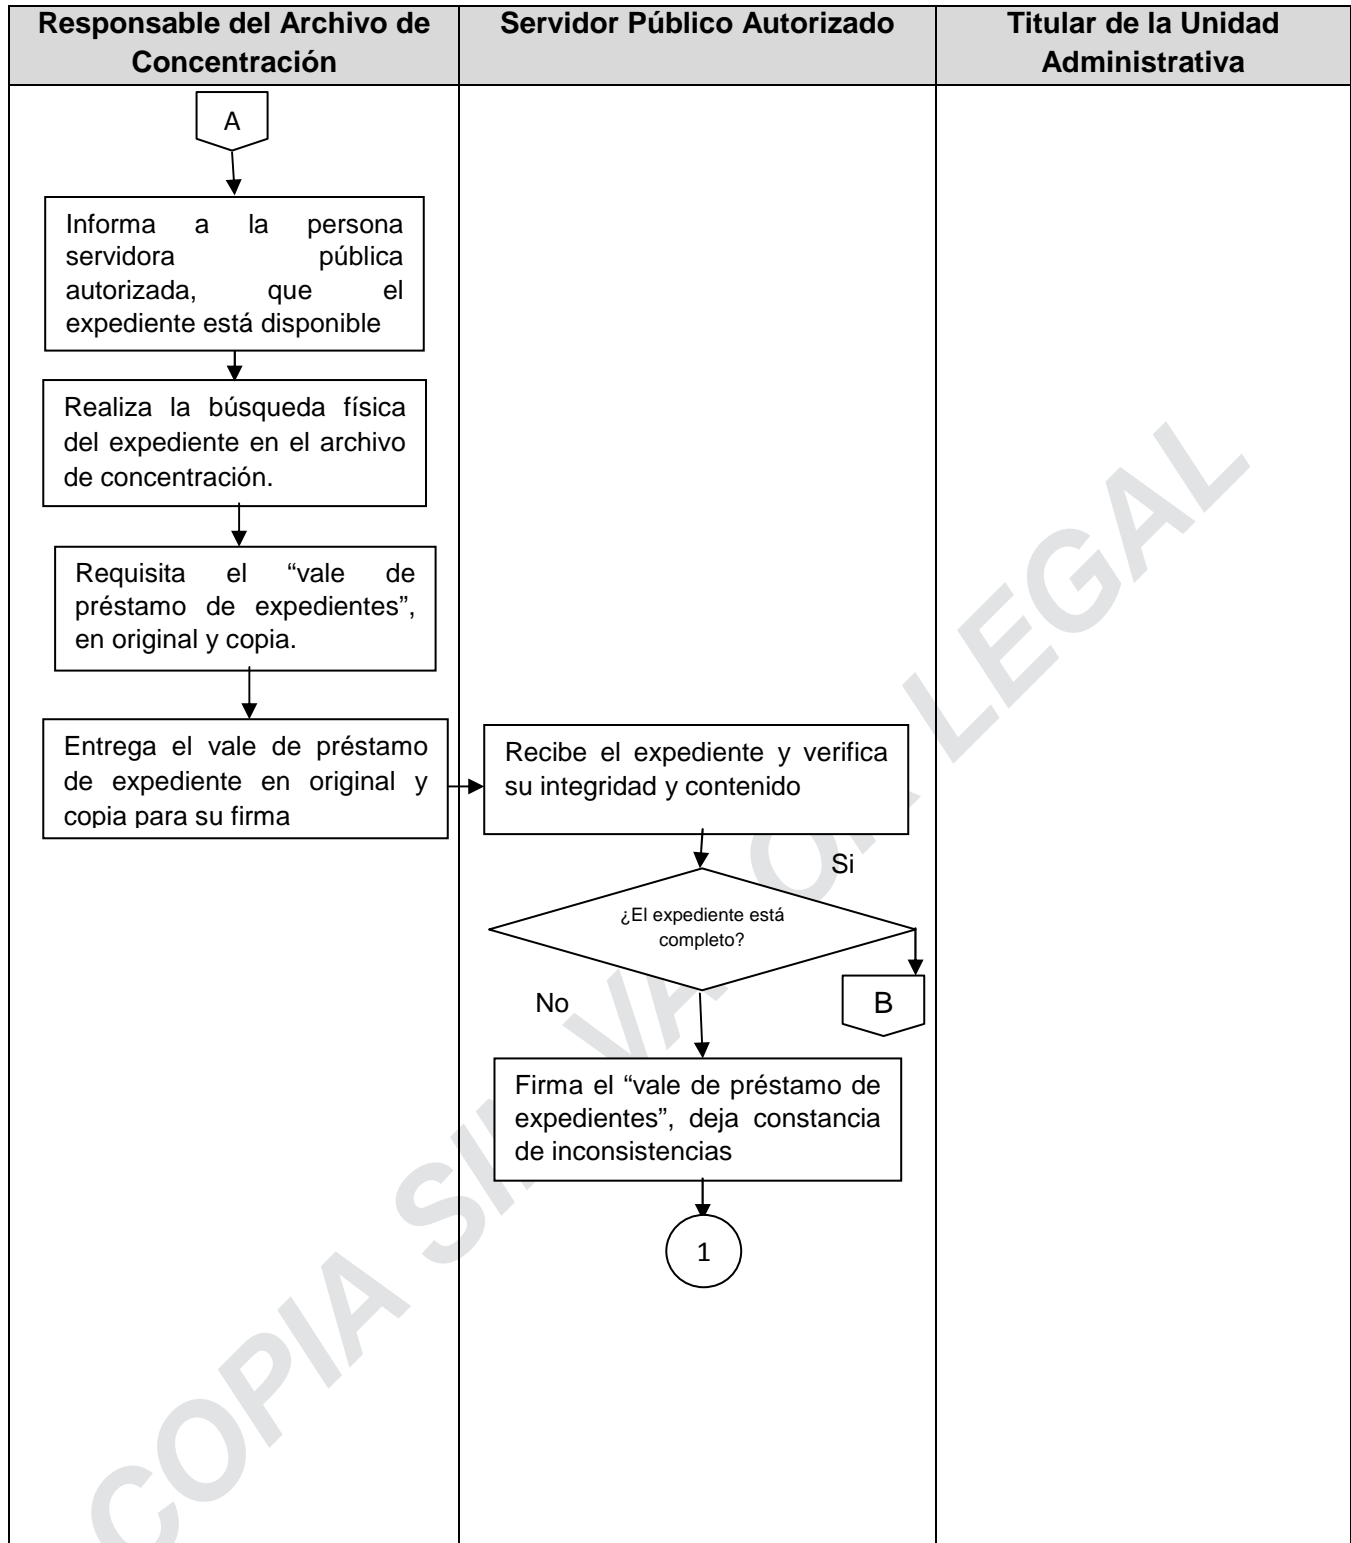 Responsable del Archivo de
Concentración
Servidor Público Autorizado
Titular de la Unidad
Administrativa
A
Informa a la persona
servidora pública
autorizada, que el
expediente está disponible
Realiza la búsqueda física
del expediente en el archivo
de concentración.
Requisita el “vale de
préstamo de expedientes”,
en original y copia.
Entrega el vale de préstamo
de expediente en original y
copia para su firma
Recibe el expediente y verifica
su integridad y contenido
Si
¿El expediente está
completo?
No
B
Firma el “vale de préstamo de
expedientes”, deja constancia
de inconsistencias
1
COPIA SIN VALOR LEGAL